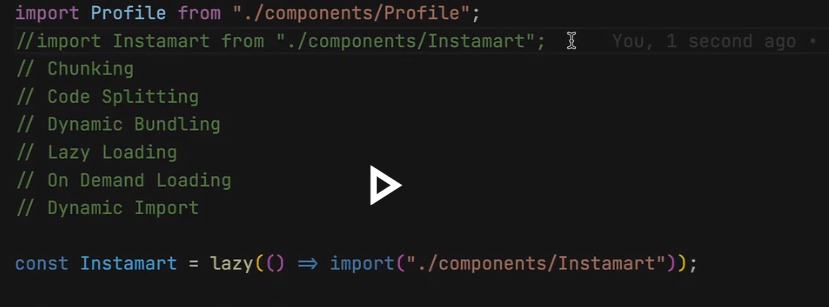 import Profile from "./components/Profile";
//import Instamart from "./components/Instamart";    You, 1 second ago •
// Chunking
// Code Splitting
// Dynamic Bundling
// Lazy Loading
// On Demand Loading
// Dynamic Import
const Instamart = lazy(() => import("./components/Instamart"));